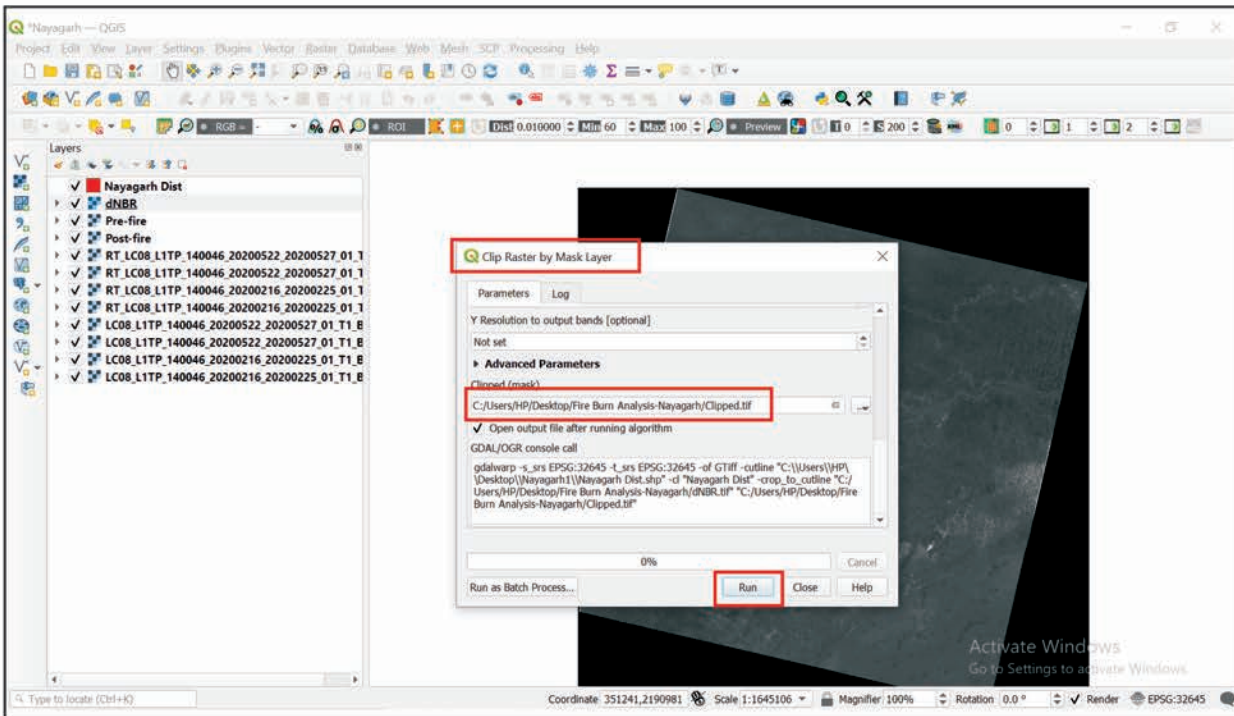 *Nayagarh — QGIS
Project Edit View Layer Settings Plugins Vector Raster Database Web Mesh SCP Processing Help
RGB = - ROI Dist 0.010000 Min 60 Max 100 Preview T 0 S 200 0 1 2
Layers
Nayagarh Dist
dNBR
Pre-fire
Post-fire
RT_LC08_L1TP_140046_20200522_20200527_01_T
RT_LC08_L1TP_140046_20200522_20200527_01_1
RT_LC08_L1TP_140046_20200216_20200225_01_1
RT_LC08_L1TP_140046_20200216_20200225_01_T
LC08_L1TP_140046_20200522_20200527_01_T1_B
LC08_L1TP_140046_20200522_20200527_01_T1_B
LC08_L1TP_140046_20200216_20200225_01_T1_B
LC08_L1TP_140046_20200216_20200225_01_T1_B
Clip Raster by Mask Layer
Parameters Log
Y Resolution to output bands [optional]
Not set
Advanced Parameters
Clipped (mask)
C:/Users/HP/Desktop/Fire Burn Analysis-Nayagarh/Clipped.tif
...
Open output file after running algorithm
GDAL/OGR console call
gdalwarp -s_srs EPSG:32645 -t_srs EPSG:32645 -of GTiff -cutline "C:\\Users\\HP\
\Desktop\\Nayagarh1\\Nayagarh Dist.shp" -cl "Nayagarh Dist" -crop_to_cutline "C:/
Users/HP/Desktop/Fire Burn Analysis-Nayagarh/dNBR.tif" "C:/Users/HP/Desktop/Fire
Burn Analysis-Nayagarh/Clipped.tif"
0%
Cancel
Run as Batch Process... Run Close Help
Activate Windows
Go to Settings to activate Windows.
Type to locate (Ctrl+K) Coordinate 351241,2190981 Scale 1:1645106 Magnifier 100% Rotation 0.0 ° Render EPSG:32645